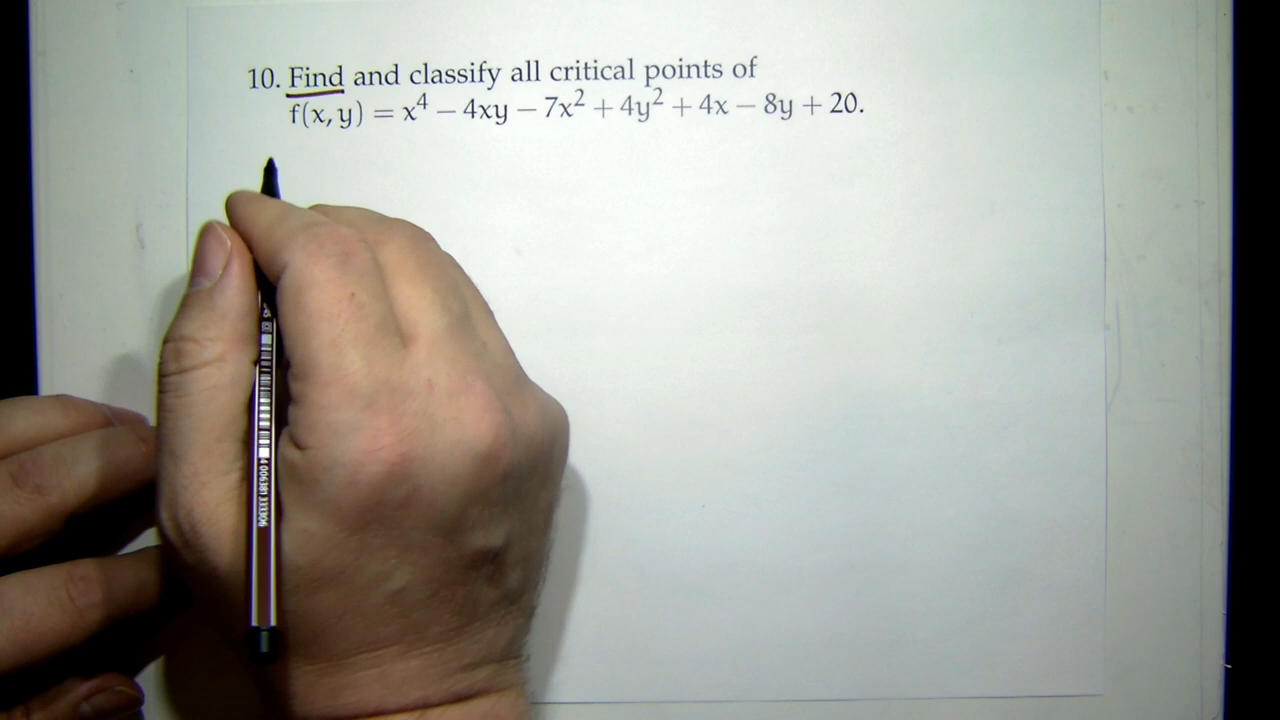 10. Find and classify all critical points of
f(x, y) = x⁴ − 4xy − 7x² + 4y² + 4x − 8y + 20.